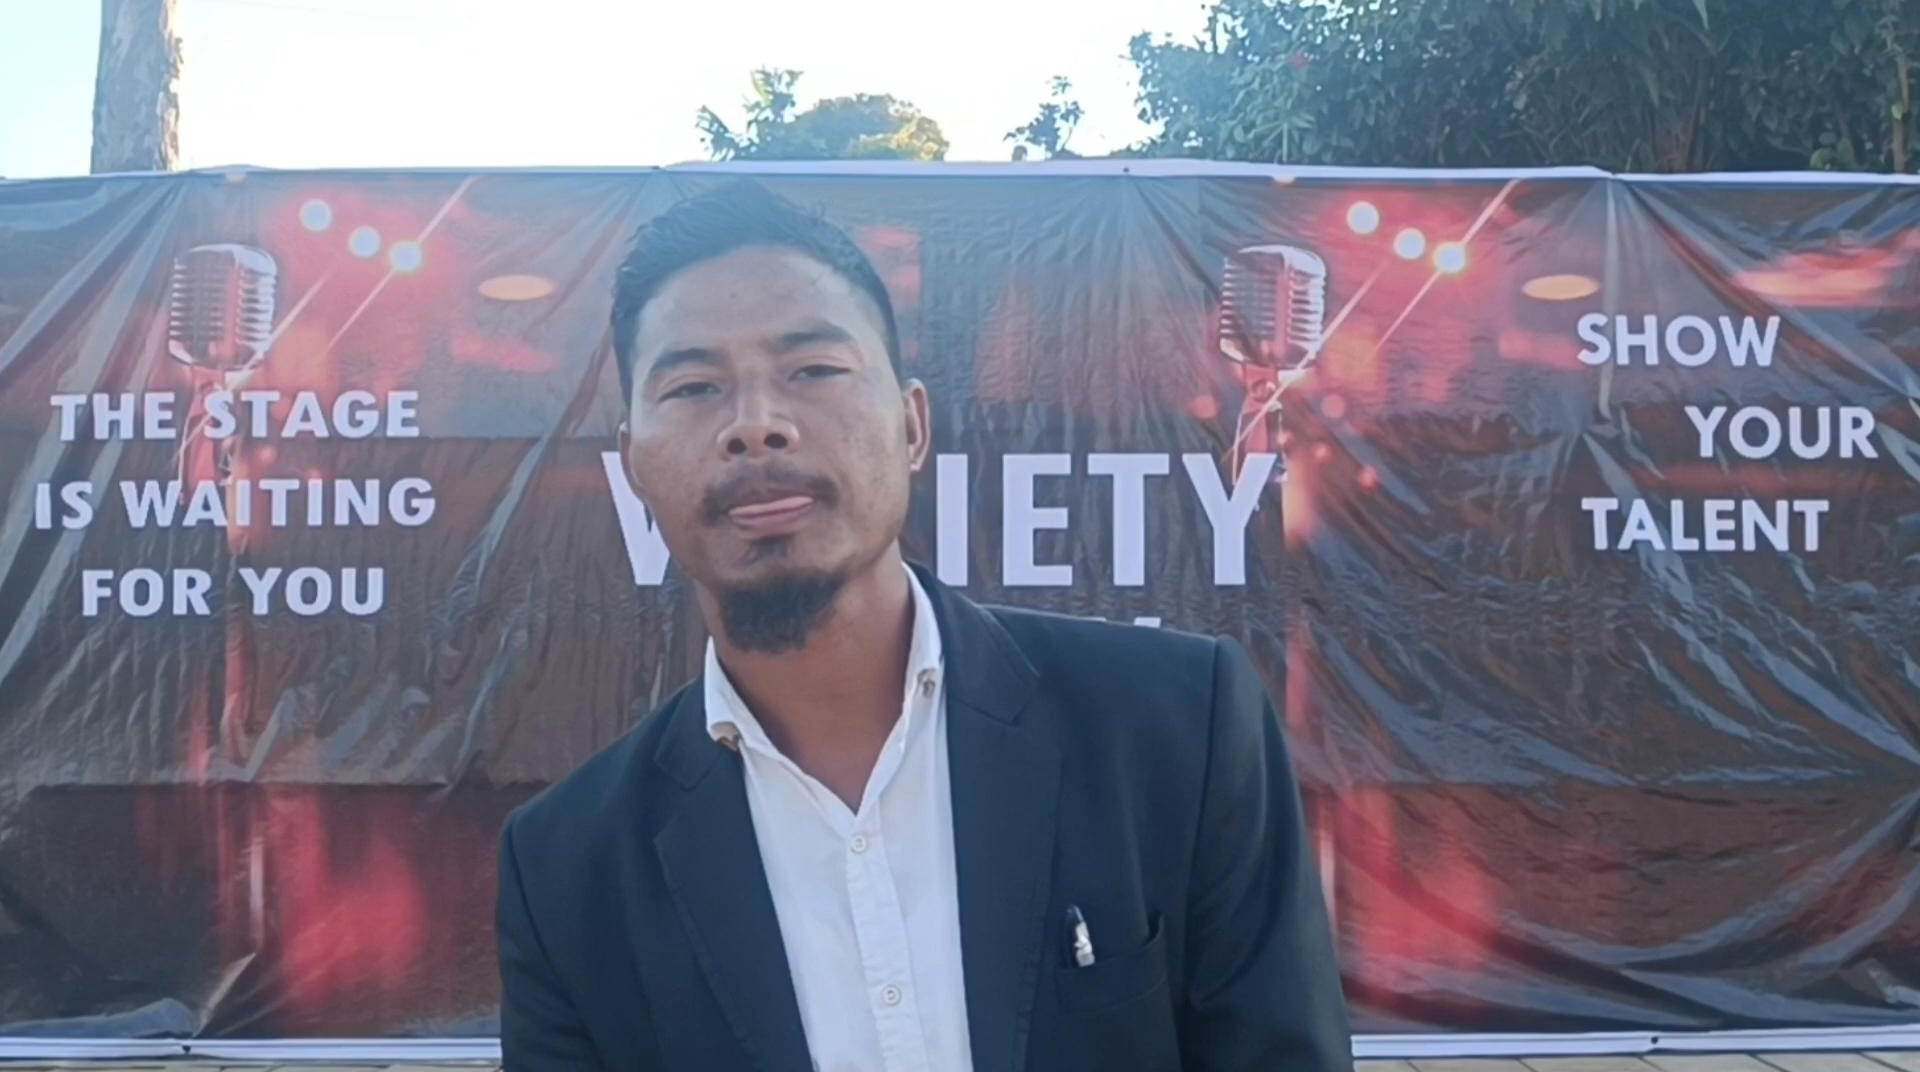 THE STAGE
IS WAITING
FOR YOU
IETY
SHOW
YOUR
TALENT